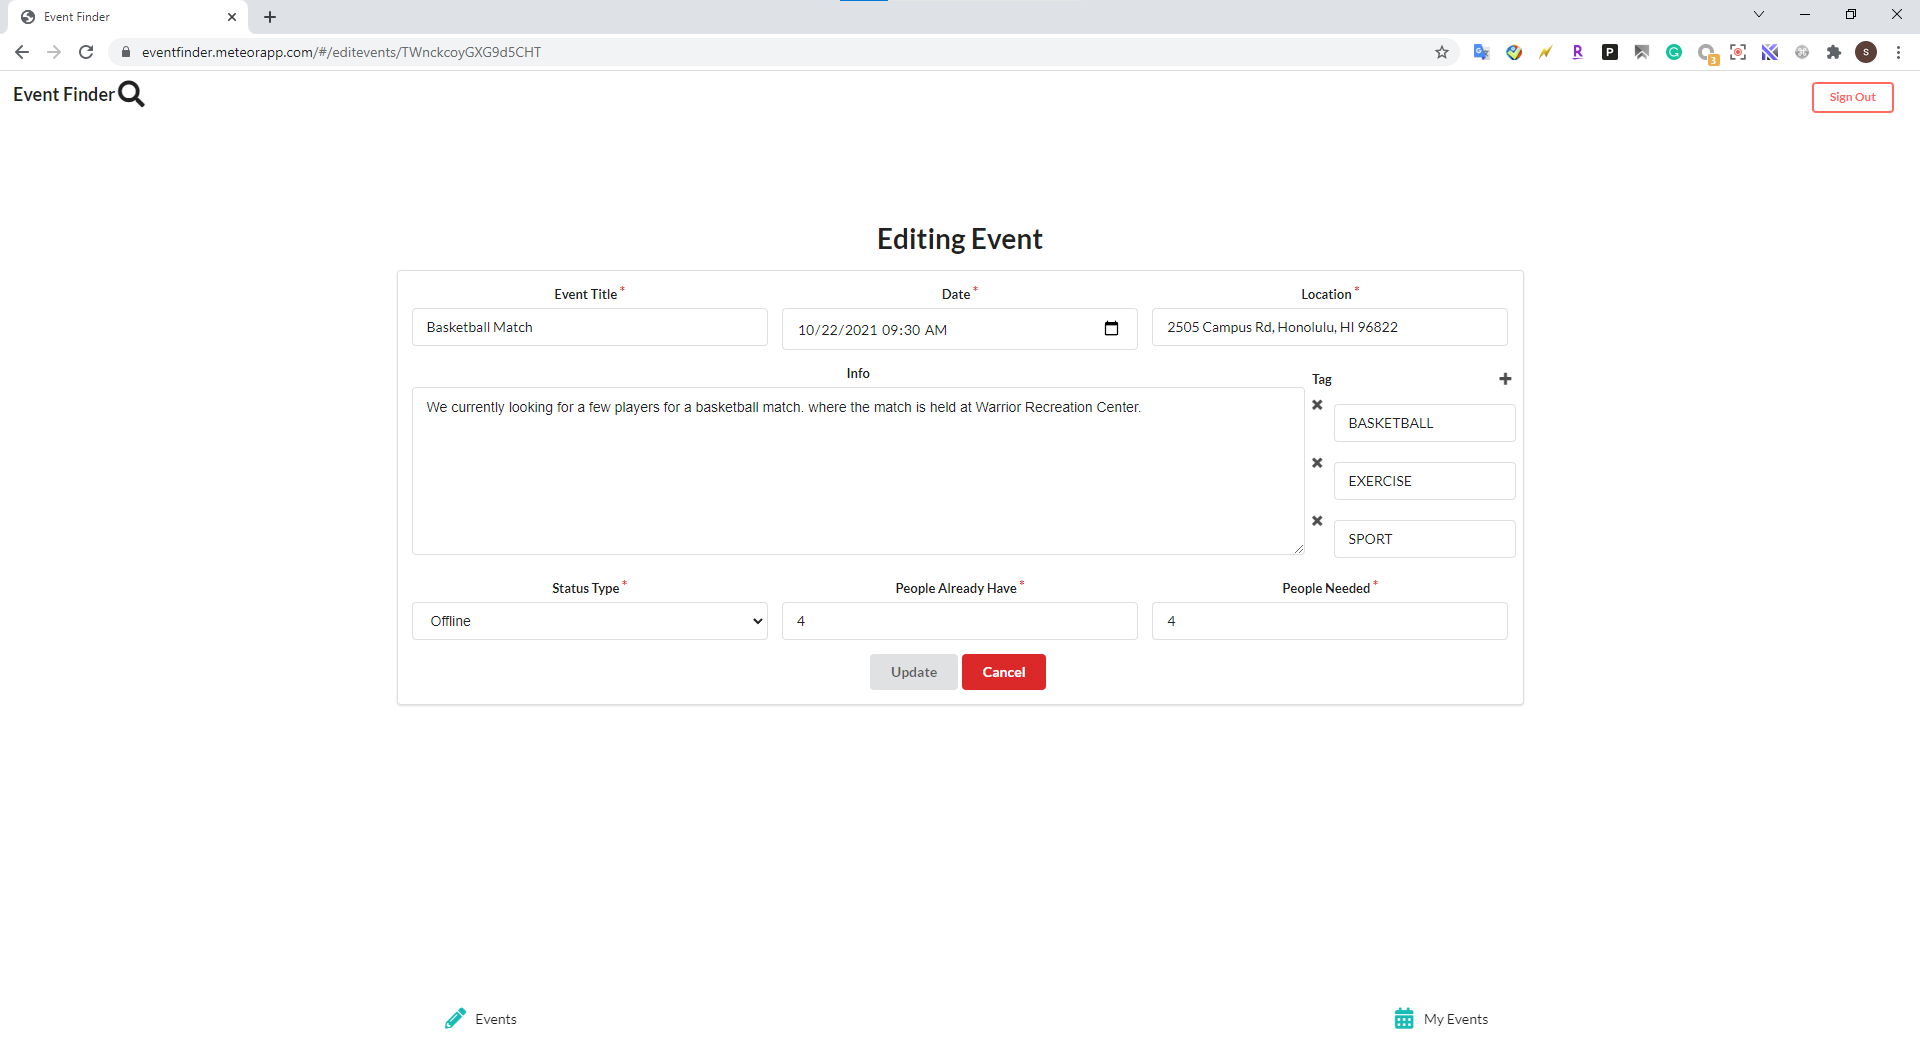 Event Finder
eventfinder.meteorapp.com/#/editevents/TWnckcoyGXG9d5CHT
3
S
Event Finder
Sign Out
Editing Event
Event Title *
Date *
Location *
Basketball Match
10/22/2021 09:30 AM
2505 Campus Rd, Honolulu, HI 96822
Info
Tag
We currently looking for a few players for a basketball match. where the match is held at Warrior Recreation Center.
BASKETBALL
EXERCISE
SPORT
Status Type *
People Already Have *
People Needed *
Offline
4
4
Update
Cancel
Events
My Events